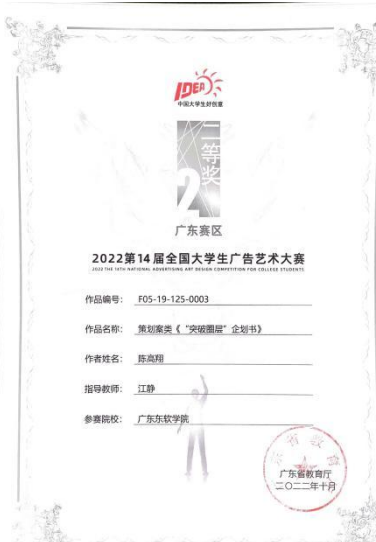 IDEA
中国大学生好创意
二等奖
2
广东赛区
2022第14届全国大学生广告艺术大赛
2022 THE 14TH NATIONAL ADVERTISING ART DESIGN COMPETITION FOR COLLEGE STUDENTS
作品编号： F05-19-125-0003
作品名称： 策划案类《“突破圈层”企划书》
作者姓名： 陈高翔
指导教师： 江静
参赛院校： 广东东软学院
广东省教育厅
二〇二二年十月